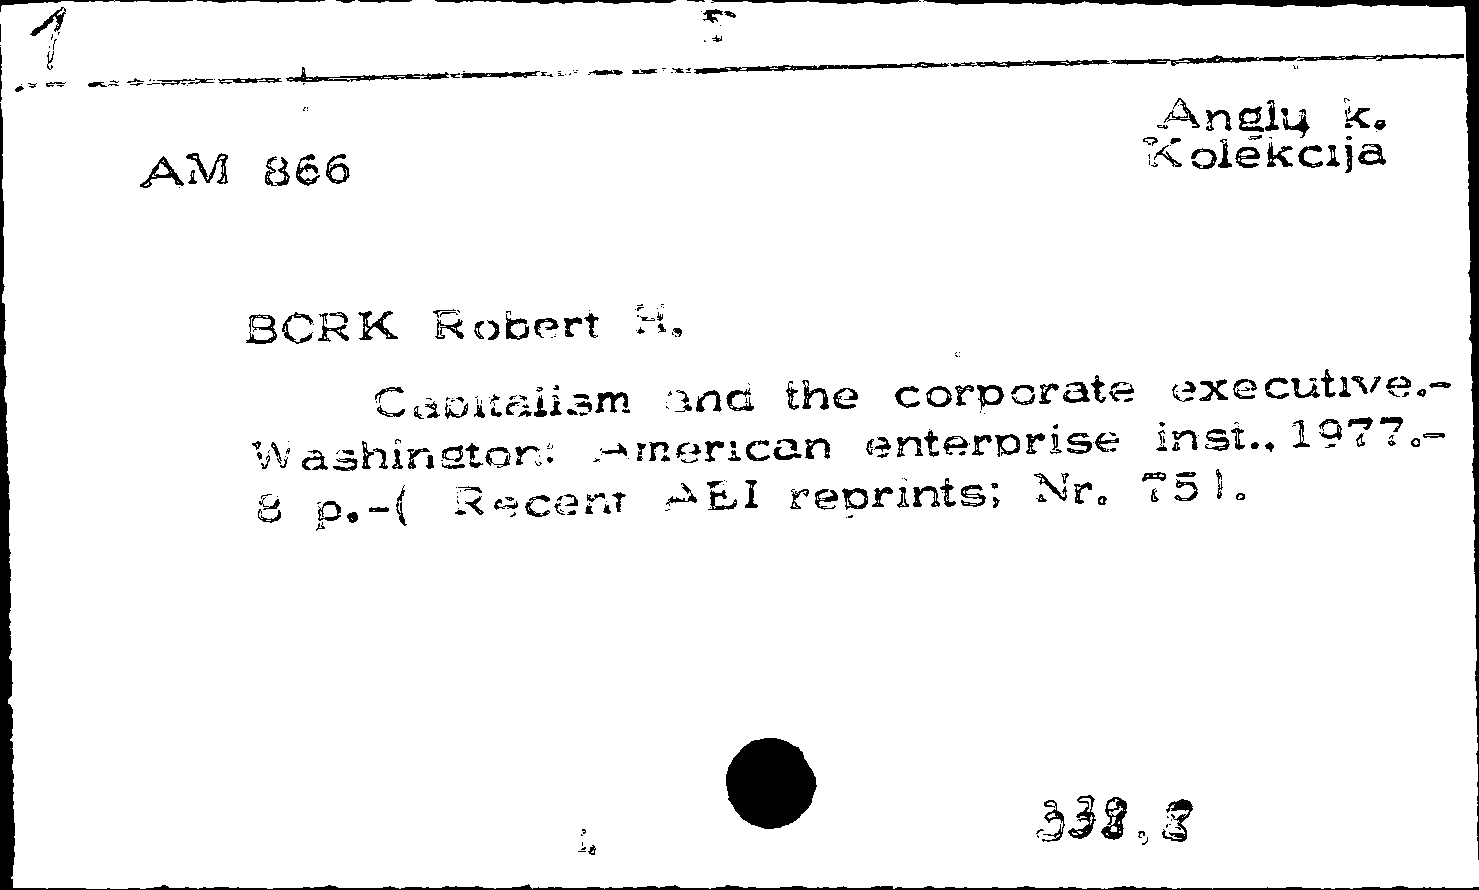 1
Anglų k.
AM 866 Kolekcija
BORK Robert H.
Capitalism and the corporate executive.-
Washington: American enterprise inst., 1977.-
8 p.-( Recent AEI reprints; Nr. 75).
338.8